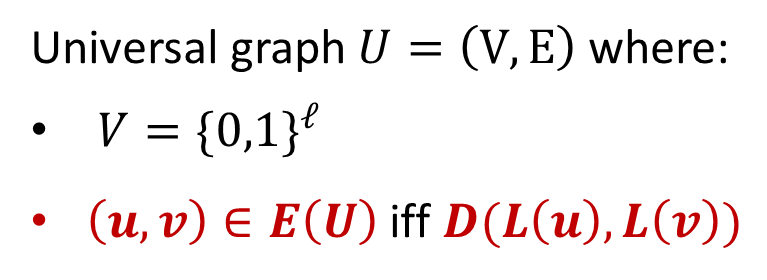 Universal graph 𝑈 = (V, E) where:
• 𝑉 = {0,1}^ℓ
• (𝒖, 𝒗) ∈ 𝑬(𝑼) iff 𝑫(𝑳(𝒖), 𝑳(𝒗))